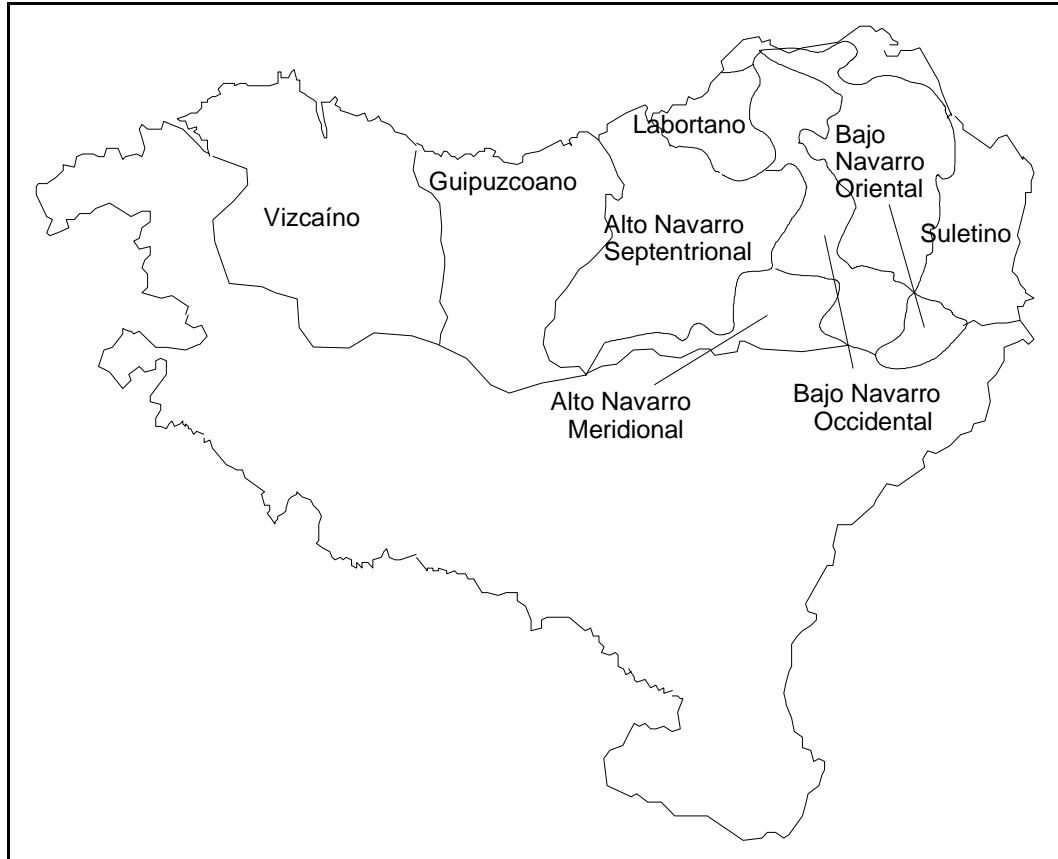 Labortano
Bajo
Navarro
Oriental
Guipuzcoano
Vizcaíno
Alto Navarro
Septentrional
Suletino
Alto Navarro
Meridional
Bajo Navarro
Occidental